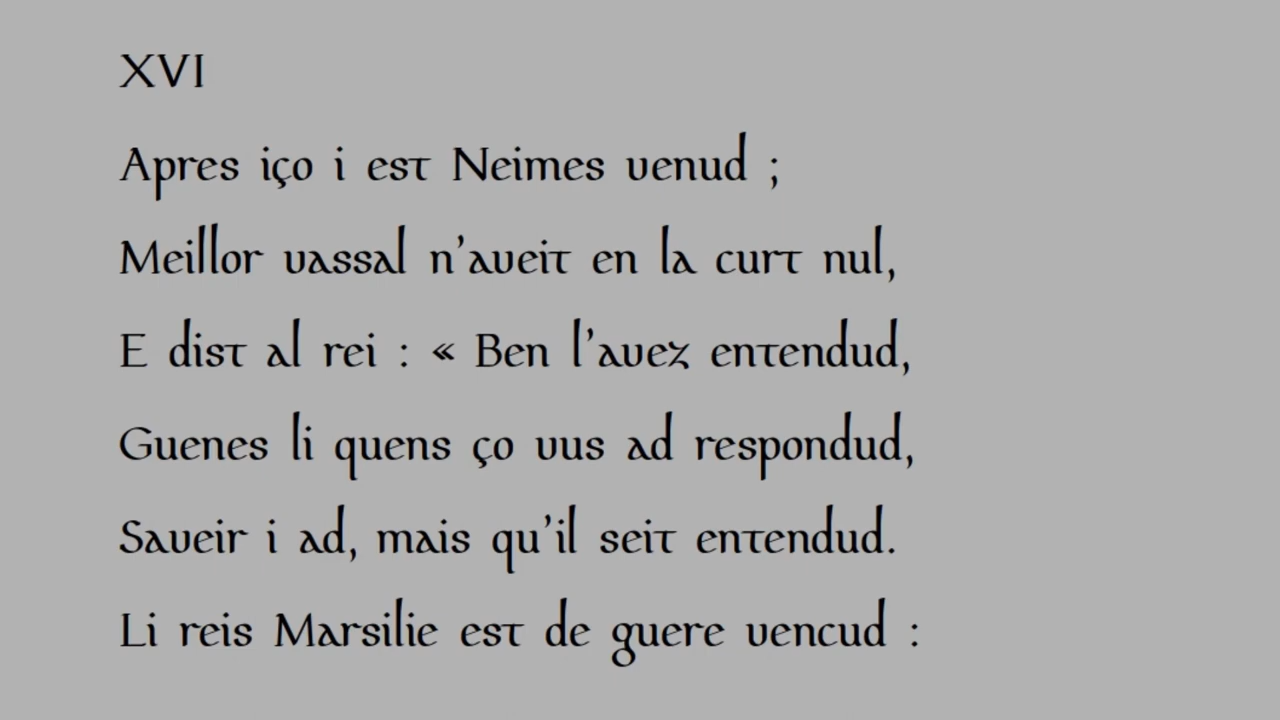 XVI
Apres iço i est Neimes venud ;
Meillor vassal n’aveit en la curt nul,
E dist al rei : « Ben l’avez entendud,
Guenes li quens ço vus ad respondud,
Saveir i ad, mais qu’il seit entendud.
Li reis Marsilie est de guere vencud :